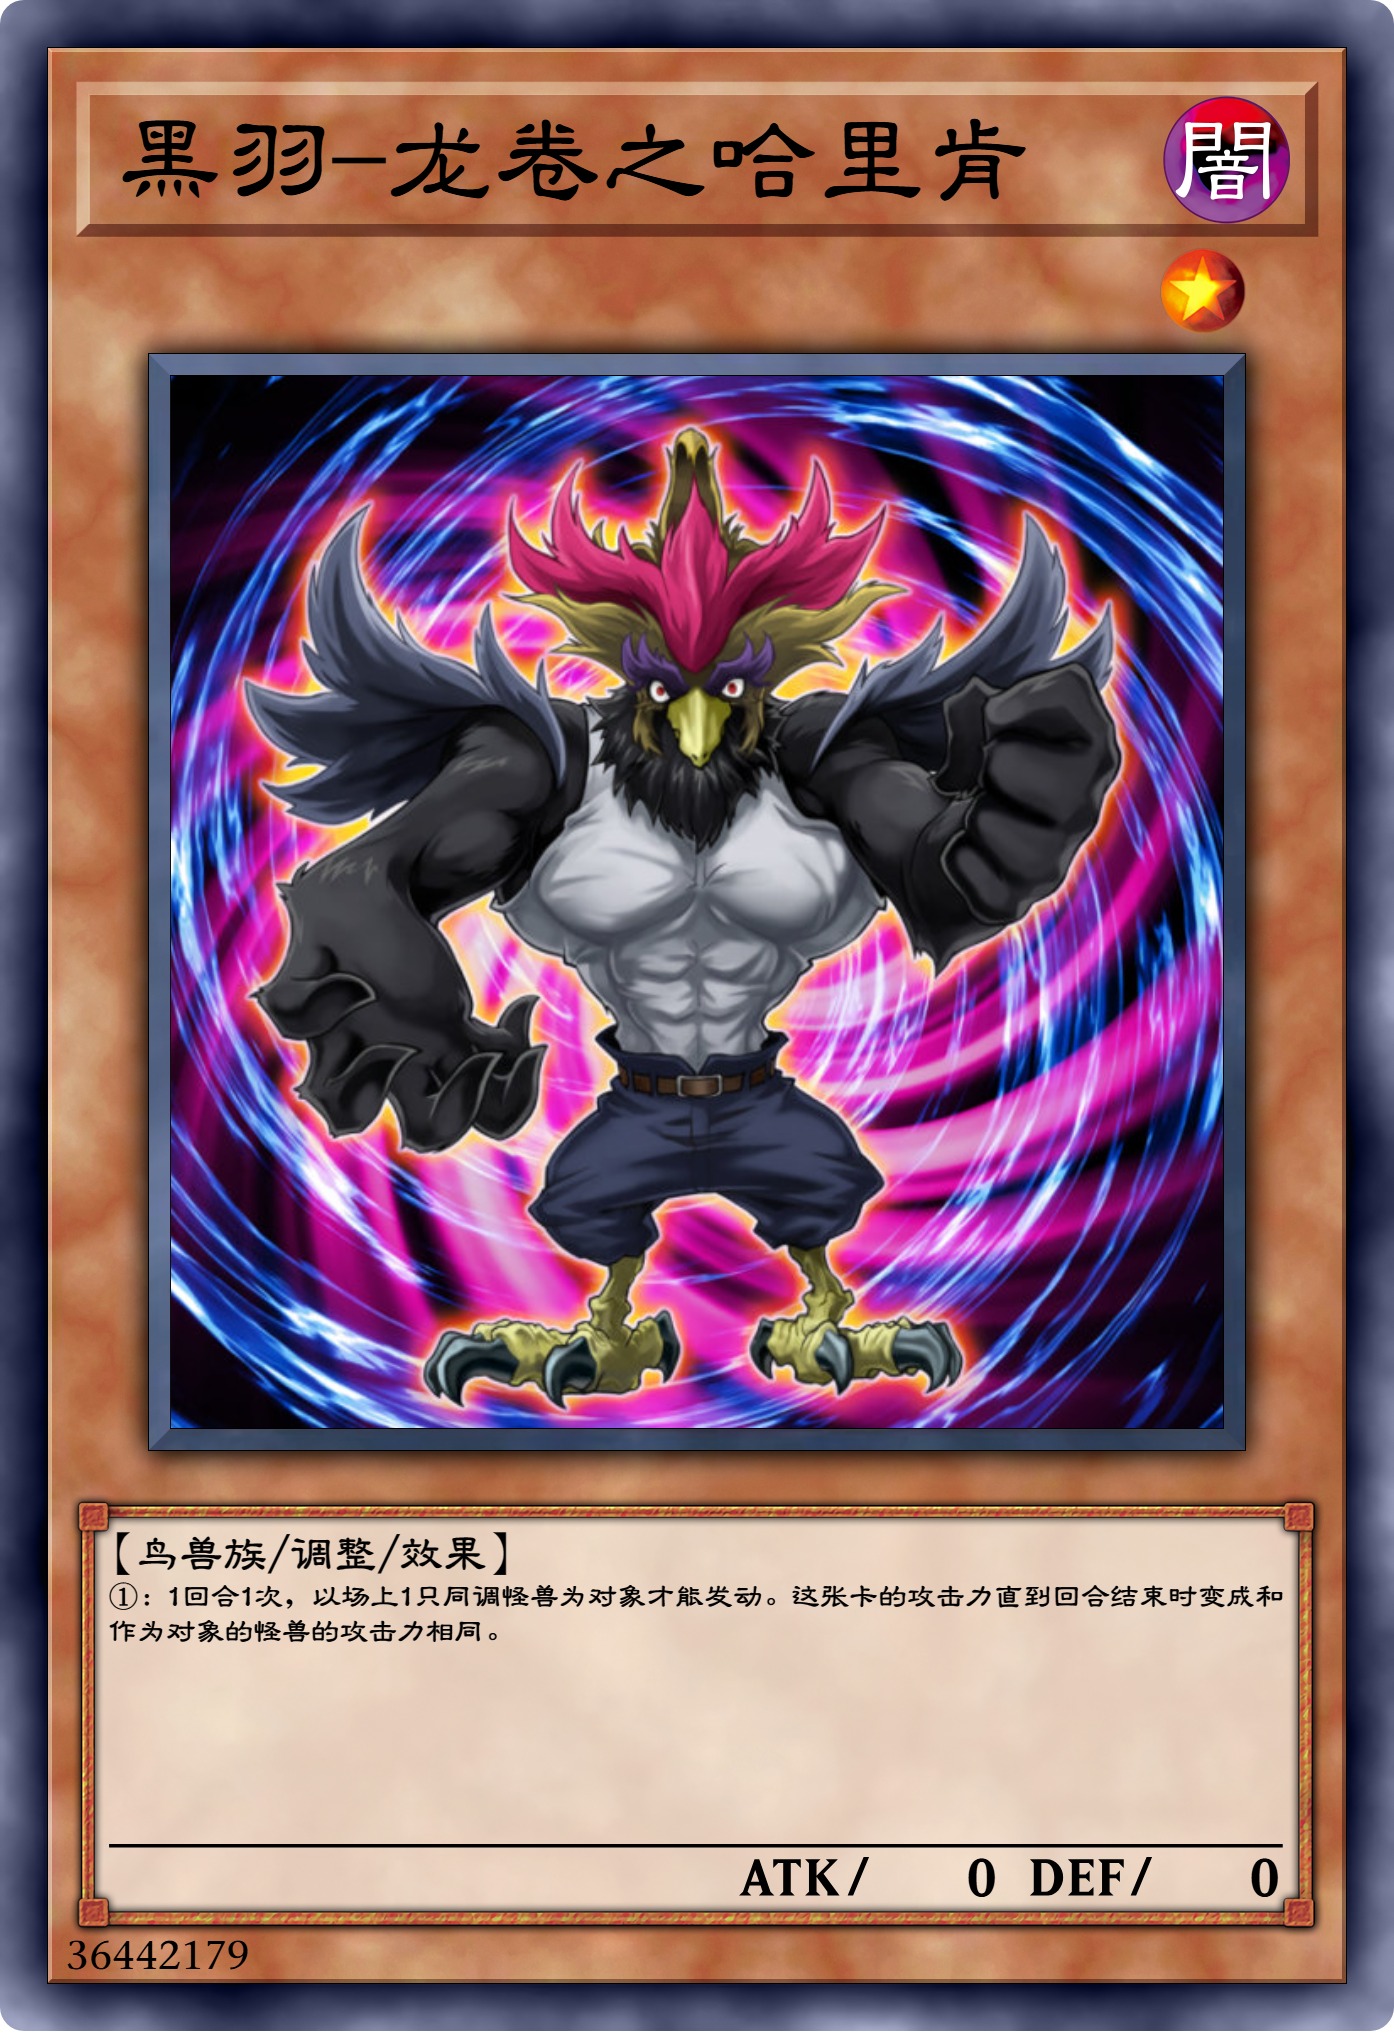 黑羽-龙卷之哈里肯
闇
【鸟兽族/调整/效果】
①：1回合1次，以场上1只同调怪兽为对象才能发动。这张卡的攻击力直到回合结束时变成和
作为对象的怪兽的攻击力相同。
ATK/ 0 DEF/ 0
36442179